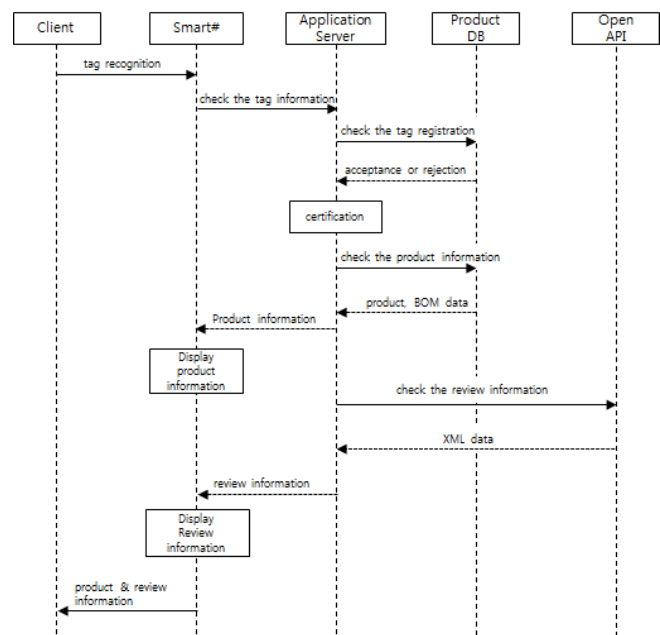 Client
Smart#
Application
Server
Product
DB
Open
API
tag recognition
check the tag information
check the tag registration
acceptance or rejection
certification
check the product information
product, BOM data
Product information
Display
product
information
check the review information
XML data
review information
Display
Review
information
product & review
information